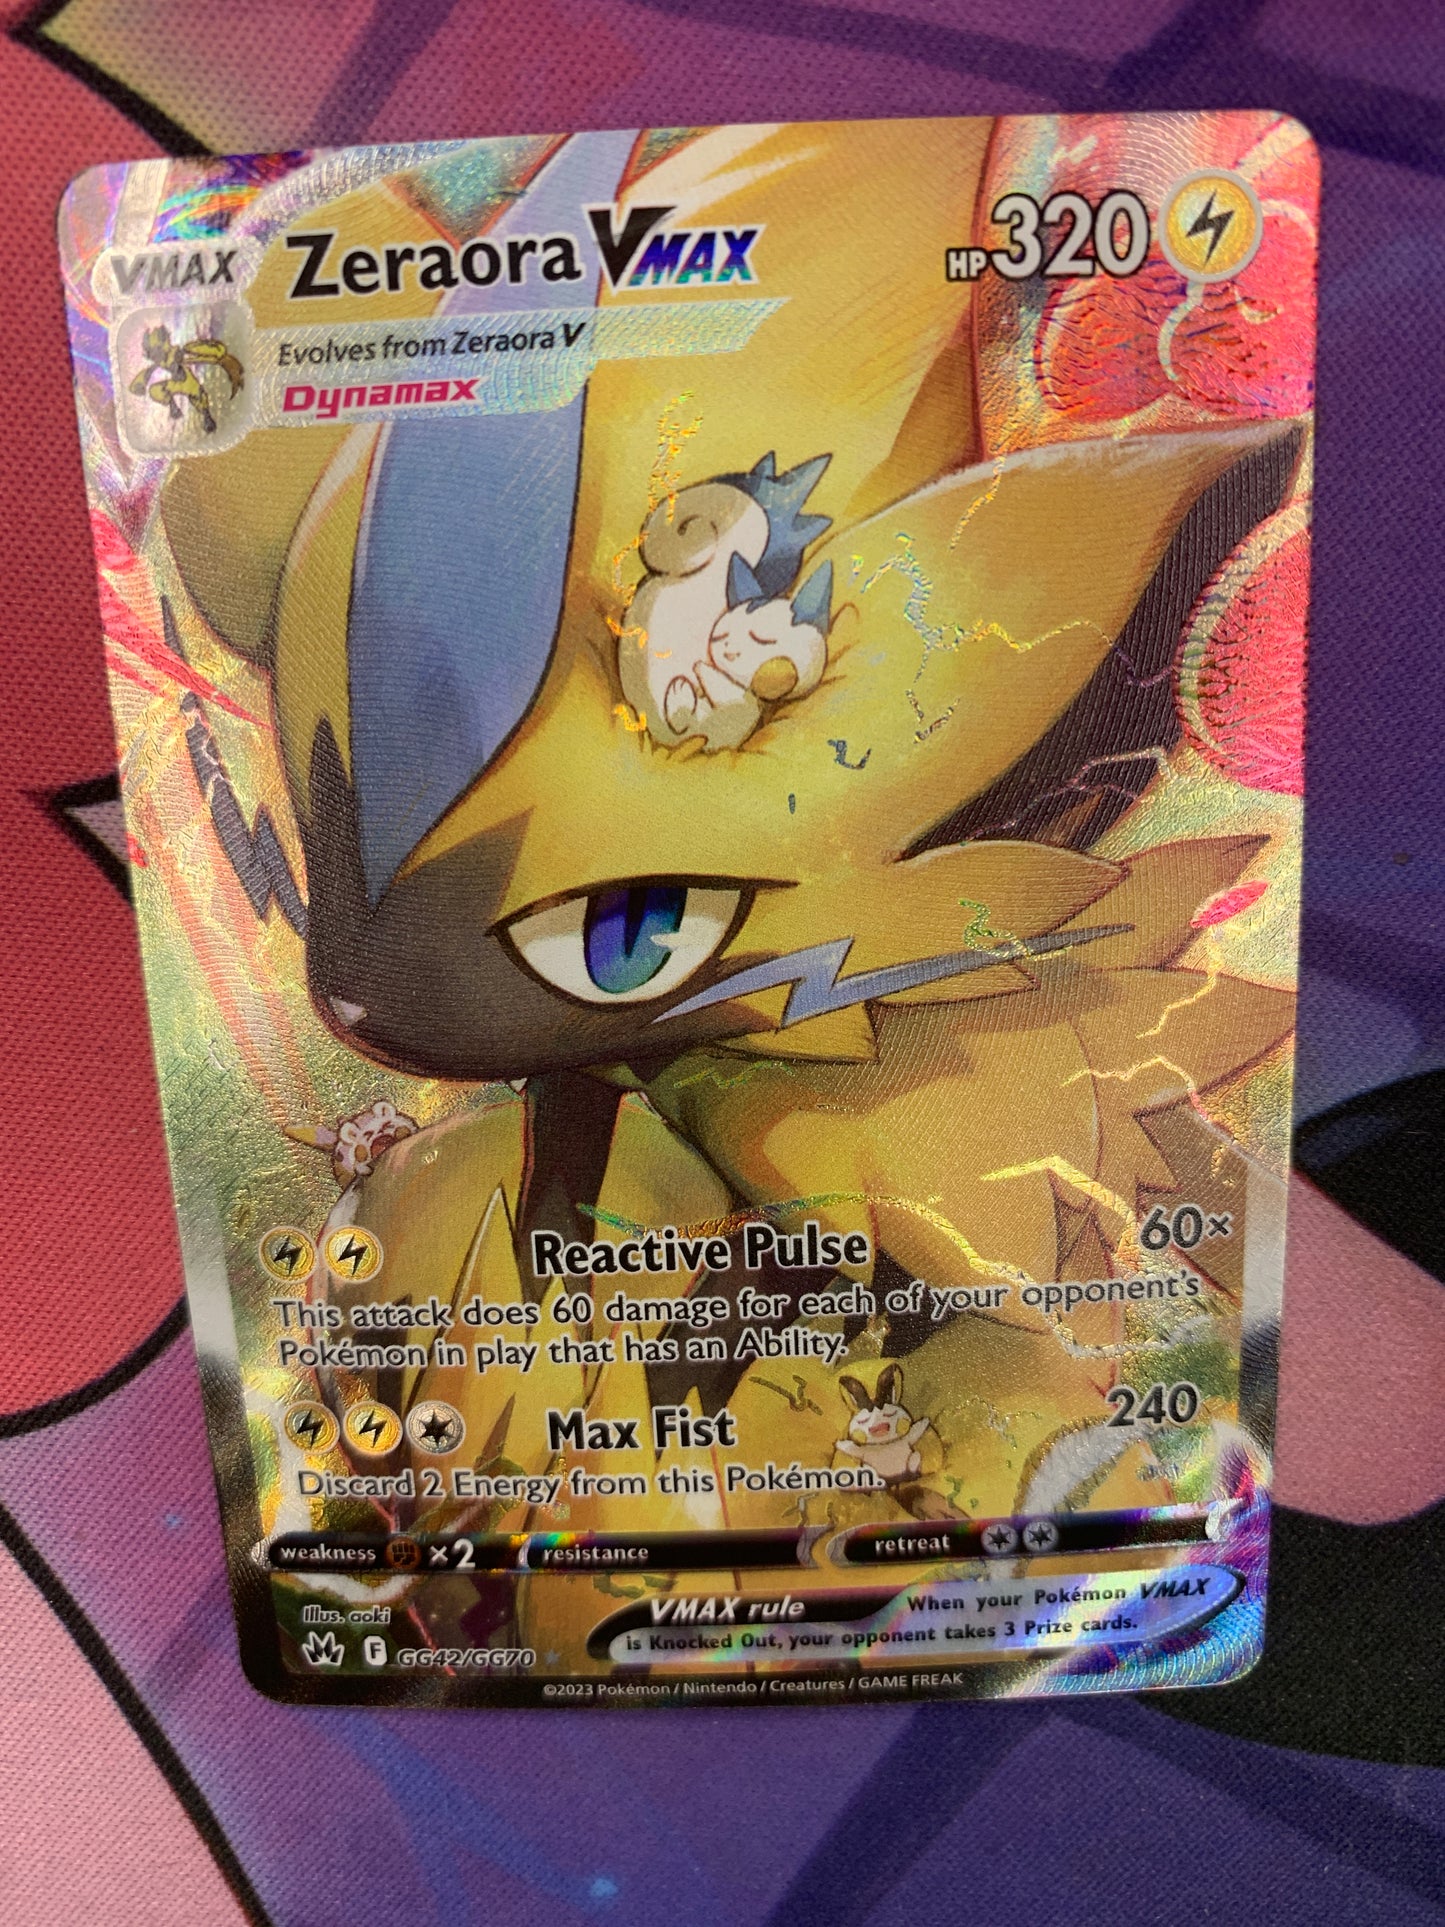 VMAX Zeraora VMAX HP 320
Evolves from Zeraora V
Dynamax
Reactive Pulse 60×
This attack does 60 damage for each of your opponent's
Pokémon in play that has an Ability.
Max Fist 240
Discard 2 Energy from this Pokémon.
weakness ×2 resistance retreat
Illus. aoki
VMAX rule When your Pokémon VMAX
is Knocked Out, your opponent takes 3 Prize cards.
F GG42/GG70
©2023 Pokémon / Nintendo / Creatures / GAME FREAK